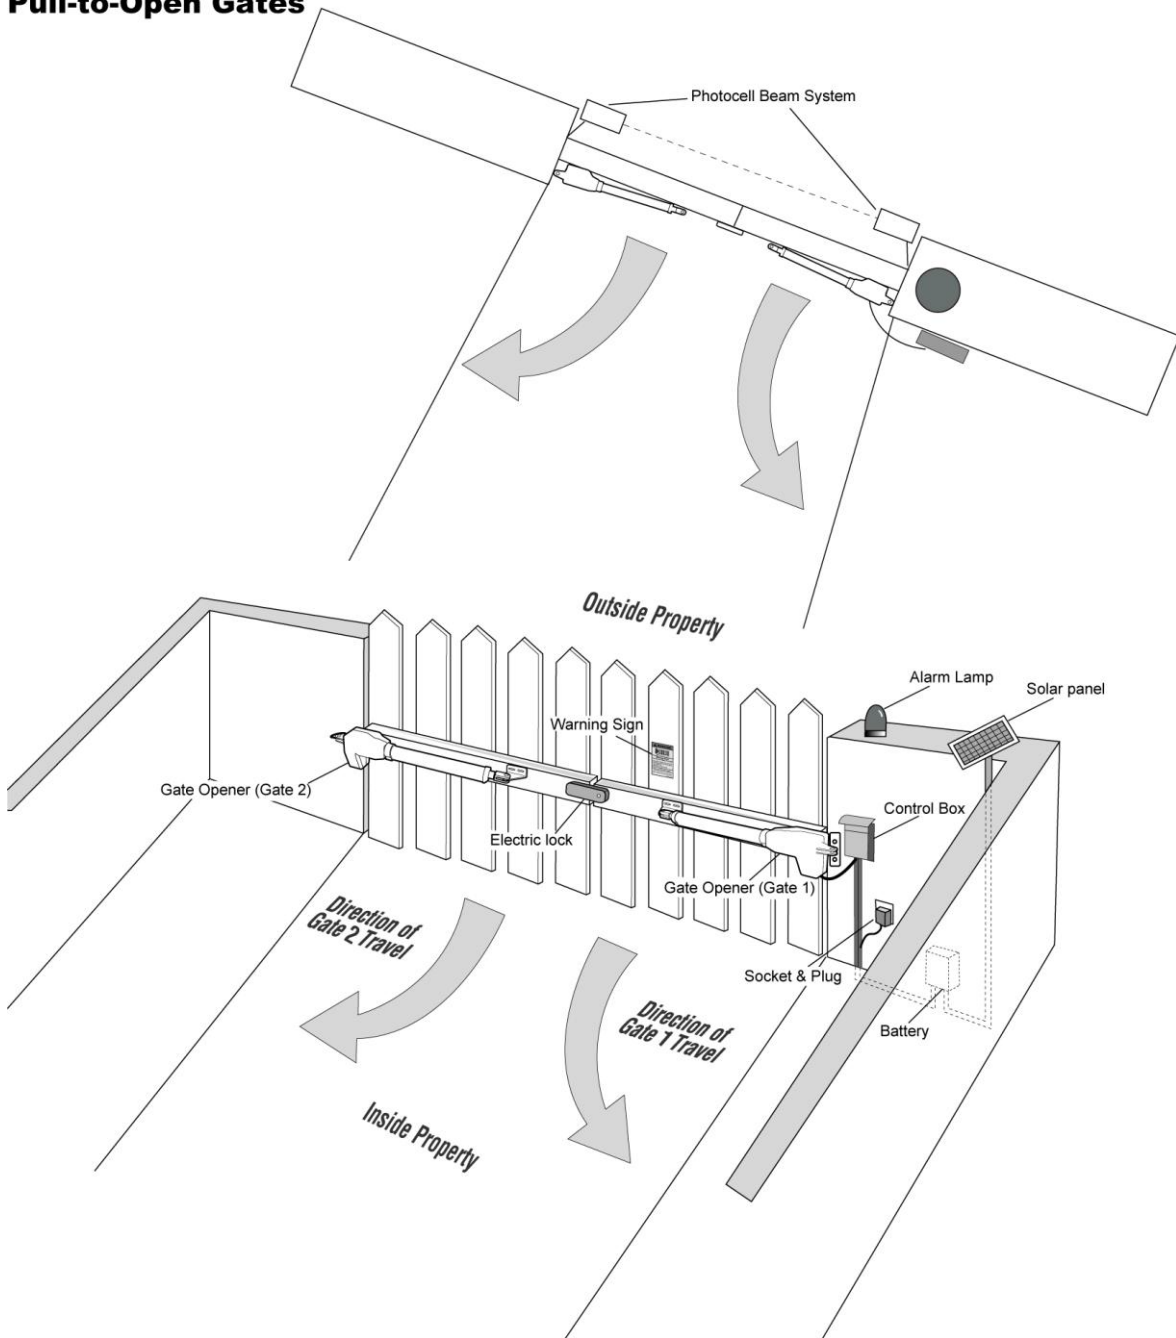 Pull-to-Open Gates
Photocell Beam System
Outside Property
Alarm Lamp
Solar panel
Warning Sign
Gate Opener (Gate 2)
Control Box
Electric lock
Gate Opener (Gate 1)
Direction of
Gate 2 Travel
Socket & Plug
Direction of
Gate 1 Travel
Battery
Inside Property